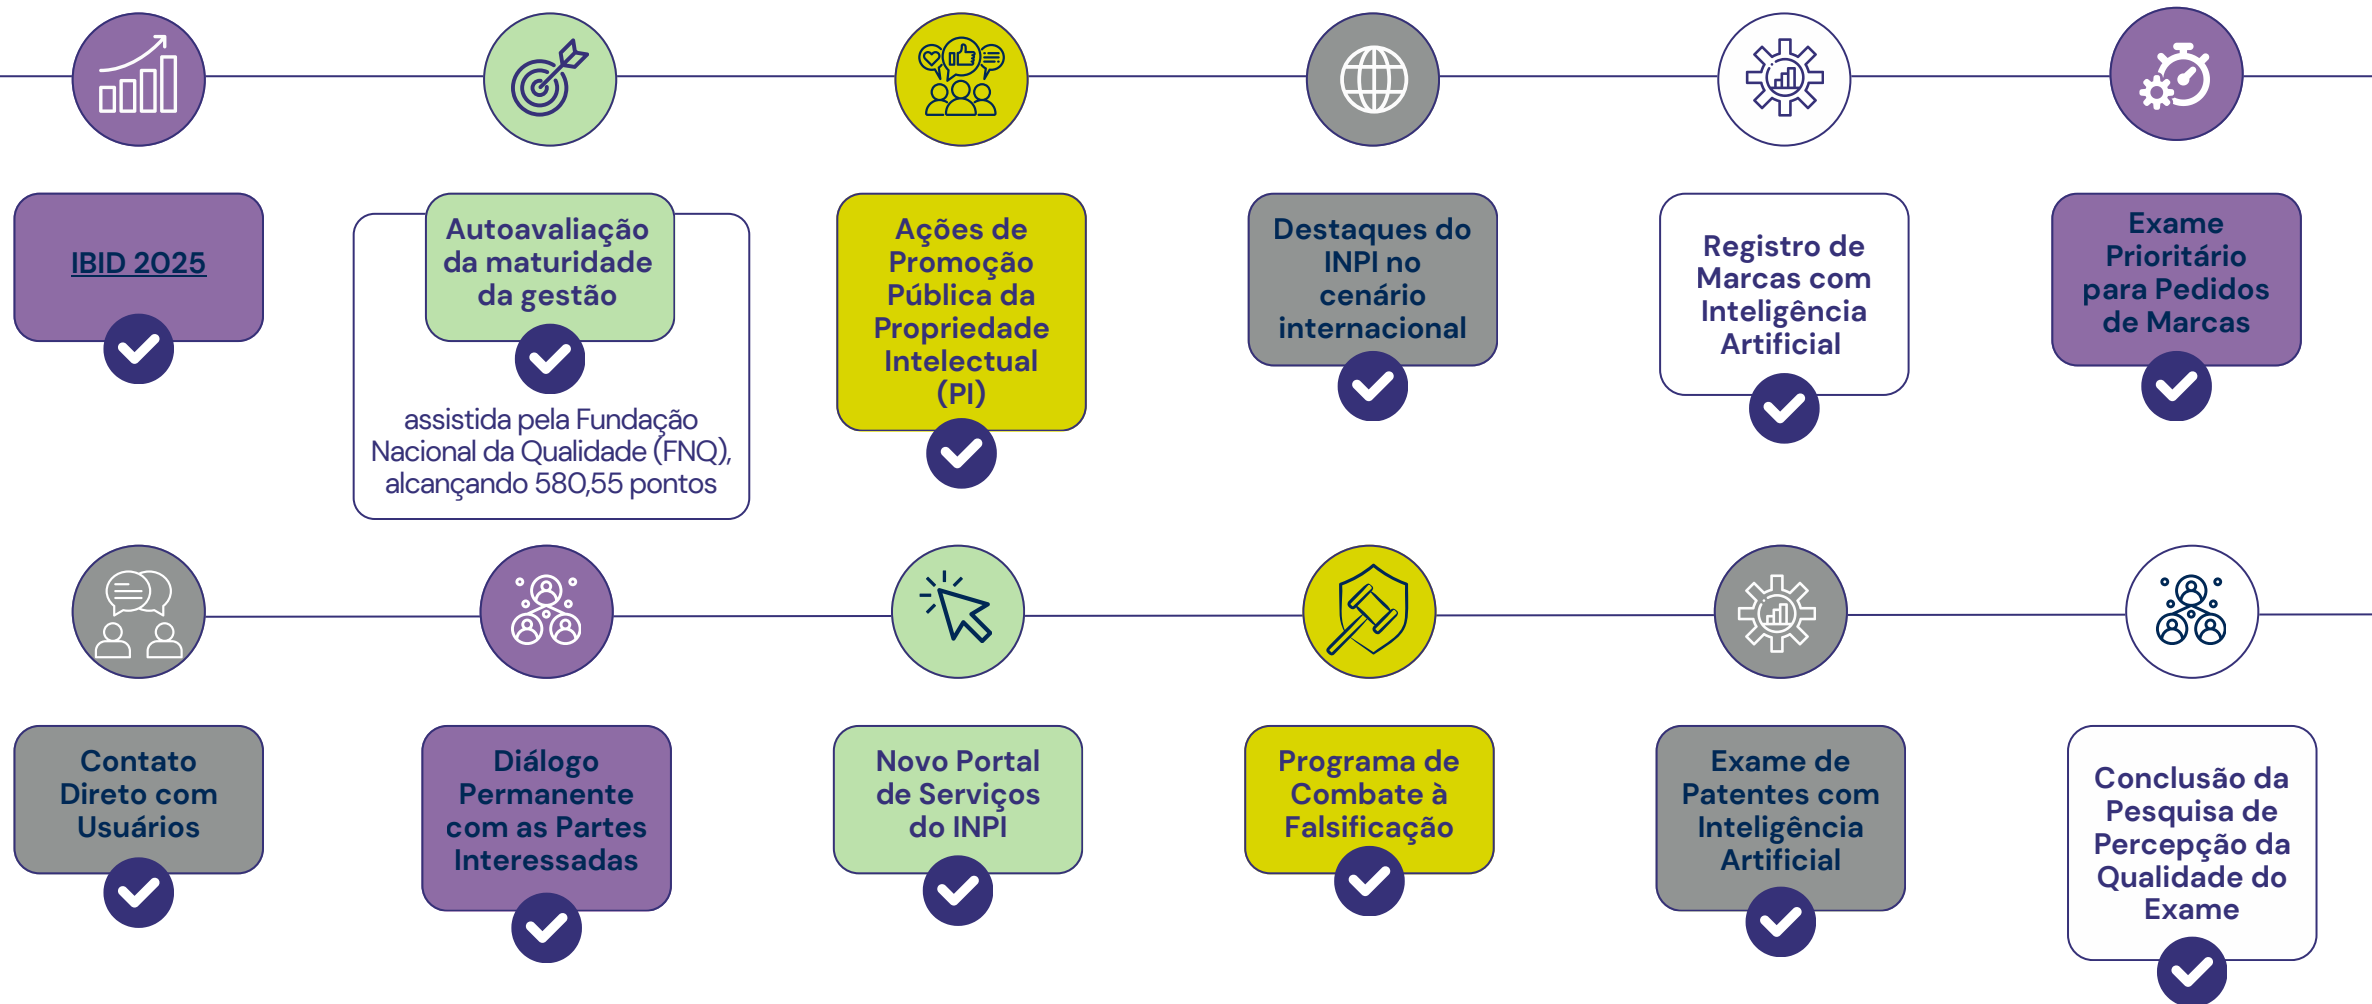 IBID 2025
Autoavaliação
da maturidade
da gestão
assistida pela Fundação
Nacional da Qualidade (FNQ),
alcançando 580,55 pontos
Ações de
Promoção
Pública da
Propriedade
Intelectual
(PI)
Destaques do
INPI no
cenário
internacional
Registro de
Marcas com
Inteligência
Artificial
Exame
Prioritário
para Pedidos
de Marcas
Contato
Direto com
Usuários
Diálogo
Permanente
com as Partes
Interessadas
Novo Portal
de Serviços
do INPI
Programa de
Combate à
Falsificação
Exame de
Patentes com
Inteligência
Artificial
Conclusão da
Pesquisa de
Percepção da
Qualidade do
Exame